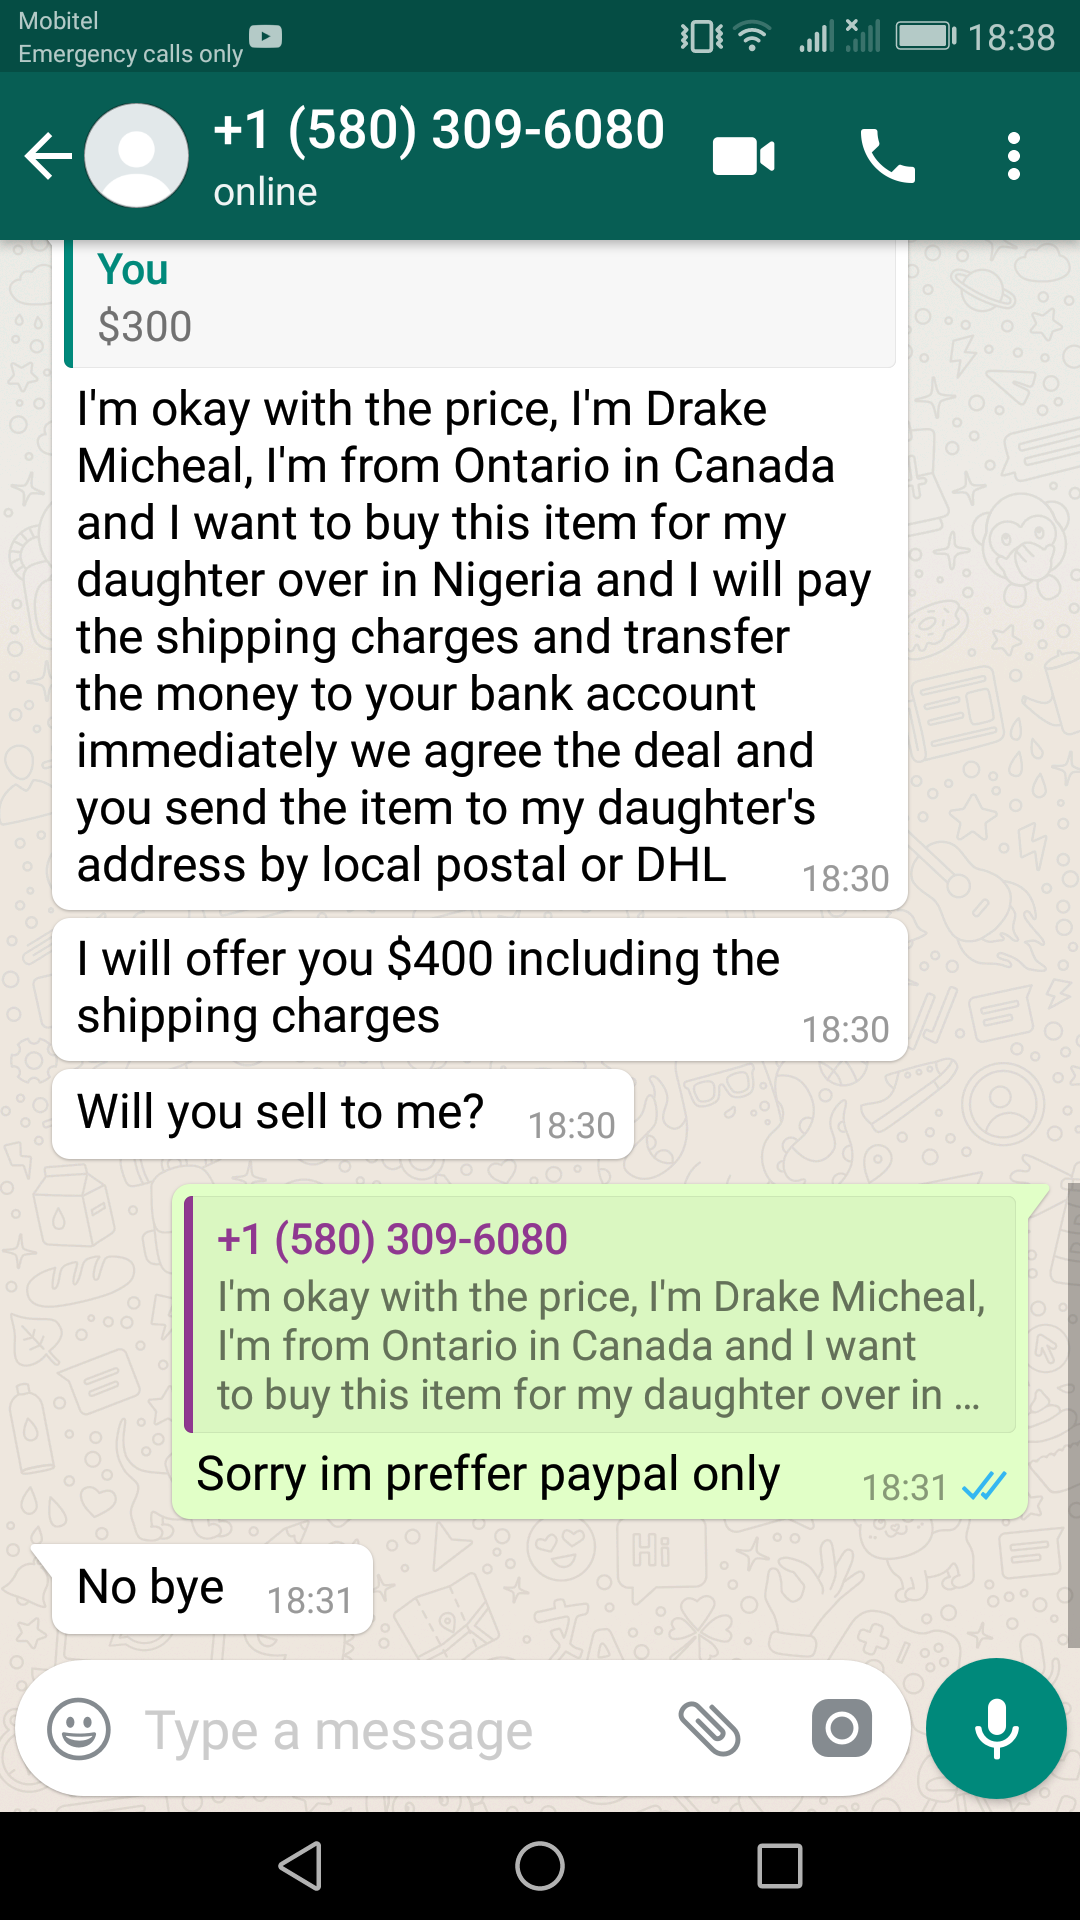 Mobitel
Emergency calls only
18:38
+1 (580) 309-6080
online
You
$300
I'm okay with the price, I'm Drake
Micheal, I'm from Ontario in Canada
and I want to buy this item for my
daughter over in Nigeria and I will pay
the shipping charges and transfer
the money to your bank account
immediately we agree the deal and
you send the item to my daughter's
address by local postal or DHL 18:30
I will offer you $400 including the
shipping charges 18:30
Will you sell to me? 18:30
+1 (580) 309-6080
I'm okay with the price, I'm Drake Micheal,
I'm from Ontario in Canada and I want
to buy this item for my daughter over in ...
Sorry im preffer paypal only 18:31
No bye 18:31
Type a message